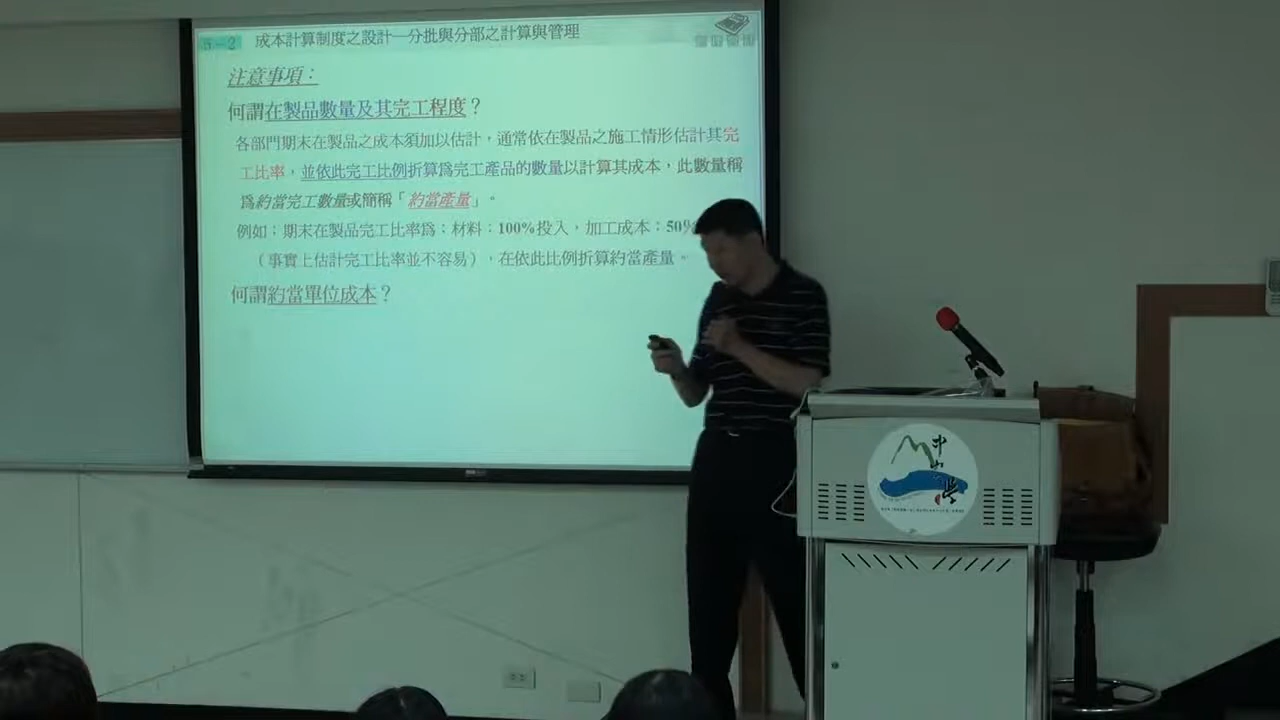 5-2 成本計算制度之設計—分批與分部之計算與管理
注意事項：
何謂在製品數量及其完工程度？
各部門期末在製品之成本須加以估計，通常依在製品之施工情形估計其完
工比率，並依此完工比例折算為完工產品的數量以計算其成本，此數量稱
為約當完工數量或簡稱「約當產量」。
例如：期末在製品完工比率為：材料：100%投入，加工成本：50%
（事實上估計完工比率並不容易），在依此比例折算約當產量。
何謂約當單位成本？
中
山
學